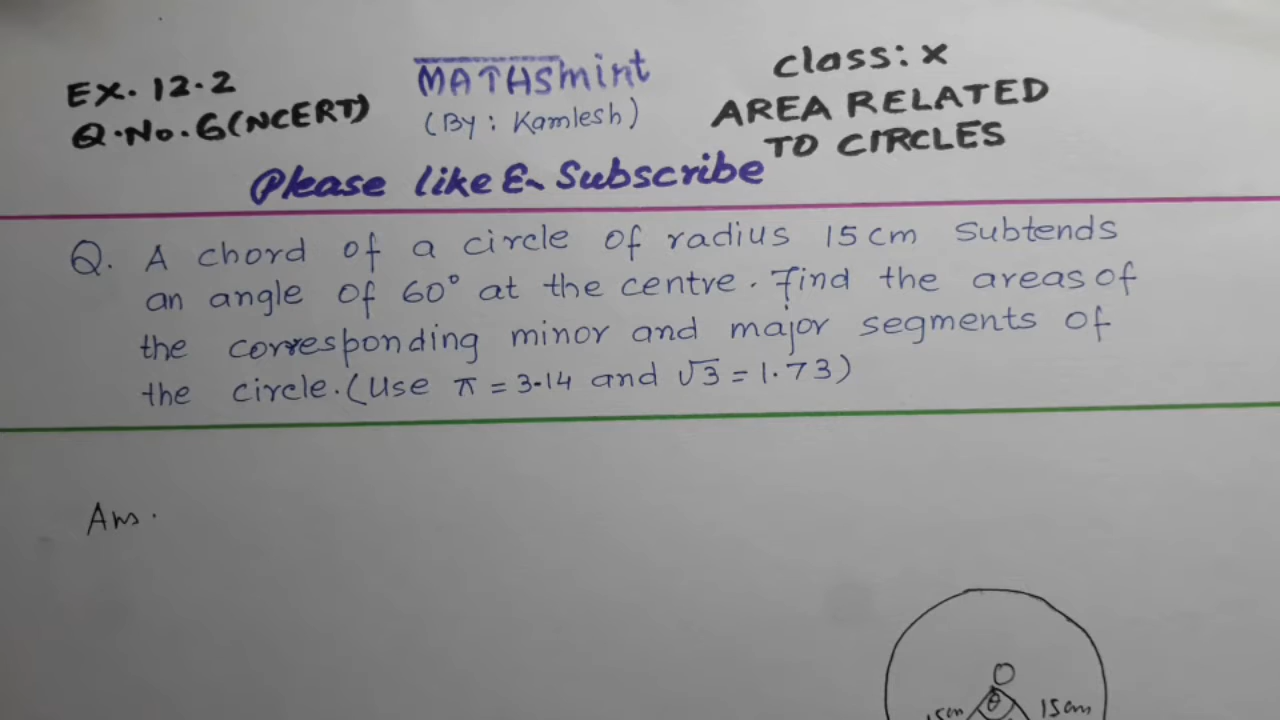 EX. 12.2
Q.No.6(NCERT)
MATHSmint
(By: Kamlesh)
class: X
AREA RELATED
TO CIRCLES
Please like & Subscribe
Q. A chord of a circle of radius 15cm Subtends
an angle of 60° at the centre. Find the areas of
the corresponding minor and major segments of
the circle. (Use π = 3.14 and √3 = 1.73)
Ans.
O
θ
15cm
15cm